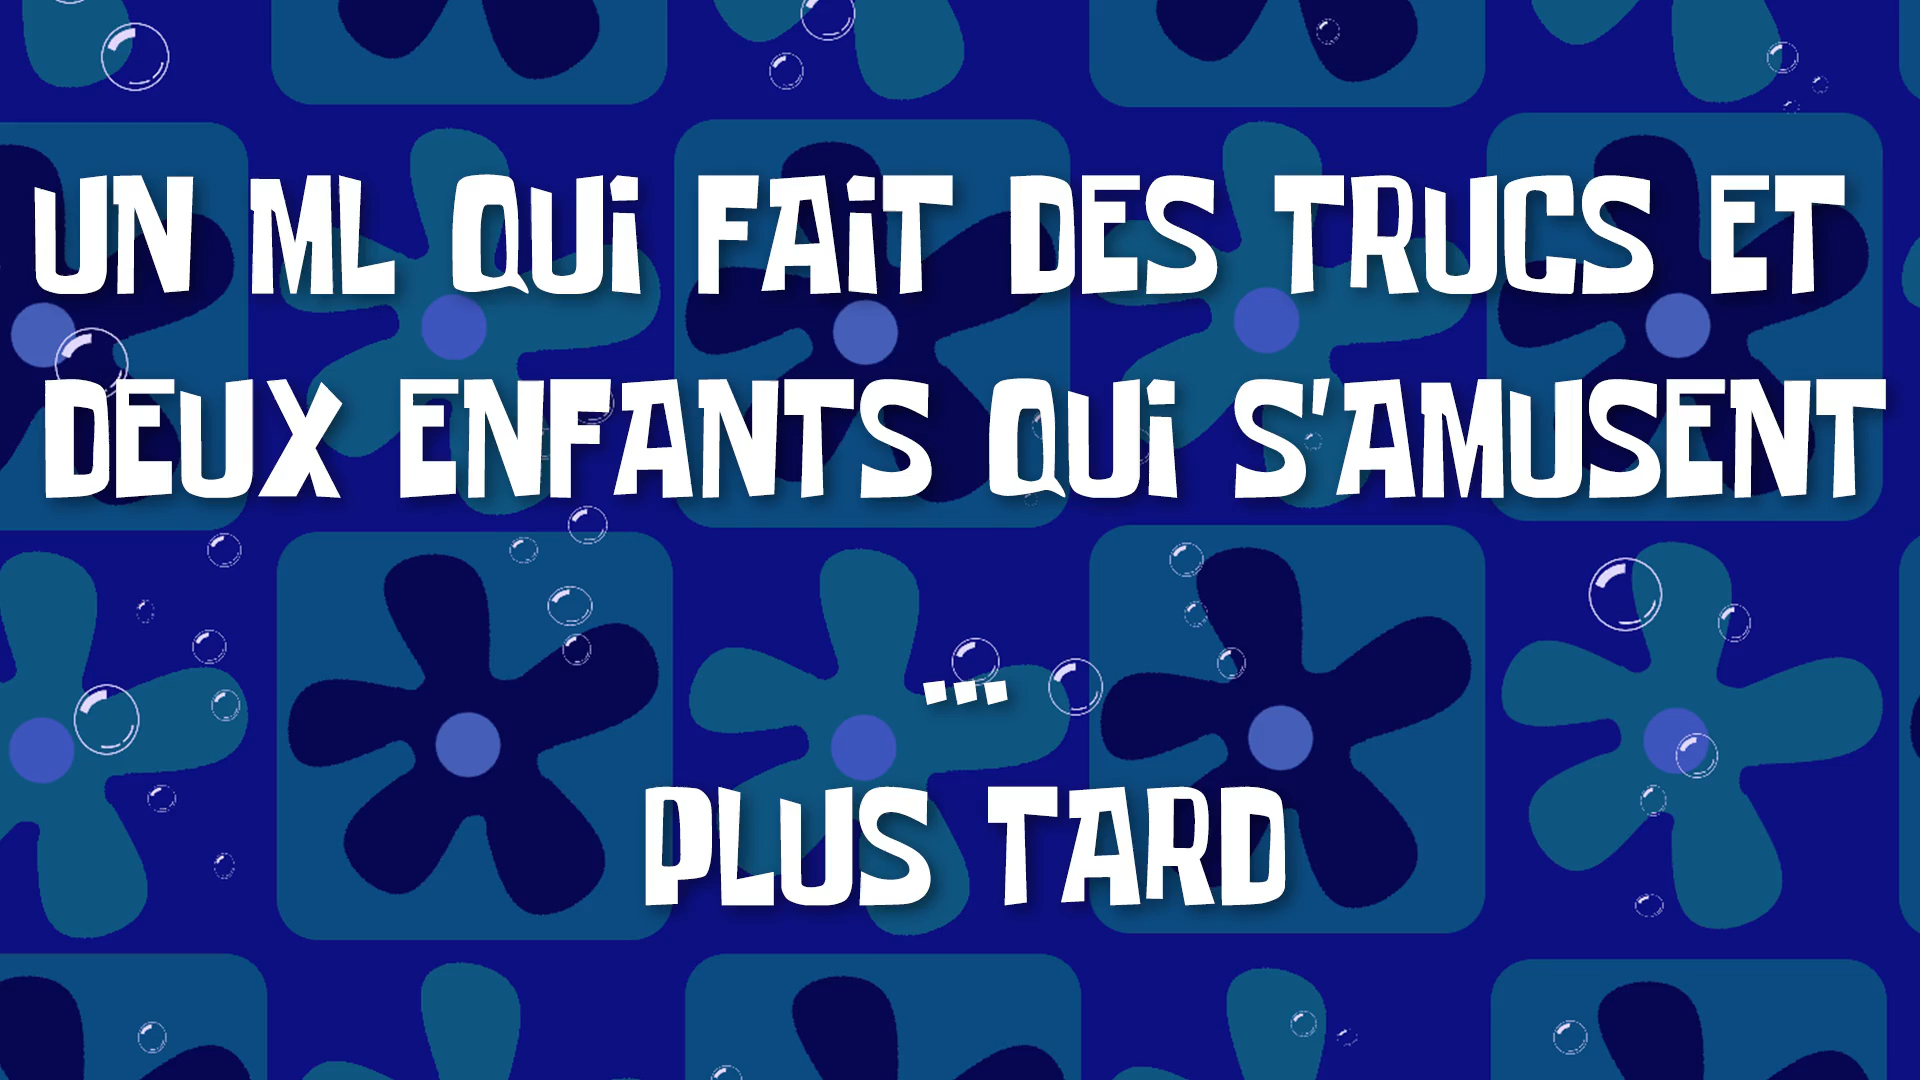 UN ML QUi FAiT DES TRUCS ET
DEUX ENFANTS QUi S'AMUSENT
...
PLUS TARD